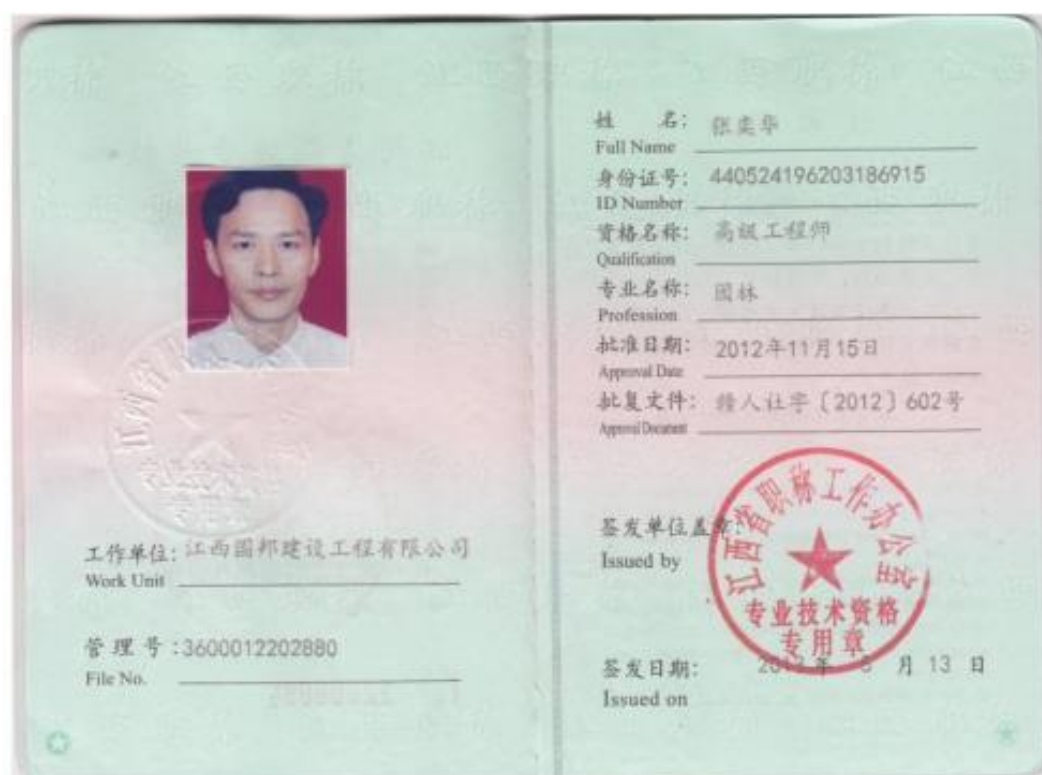 工作单位:江西国邦建设工程有限公司
Work Unit
管 理 号:3600012202880
File No.
姓 名: 张奕华
Full Name
身份证号: 440524196203186915
ID Number
资格名称: 高级工程师
Qualification
专业名称: 园林
Profession
批准日期: 2012年11月15日
Approval Date
批复文件: 赣人社字〔2012〕602号
Approval Document
签发单位盖章:
Issued by
江西省职称工作办公室
专业技术资格
专用章
签发日期: 年 月 13 日
Issued on